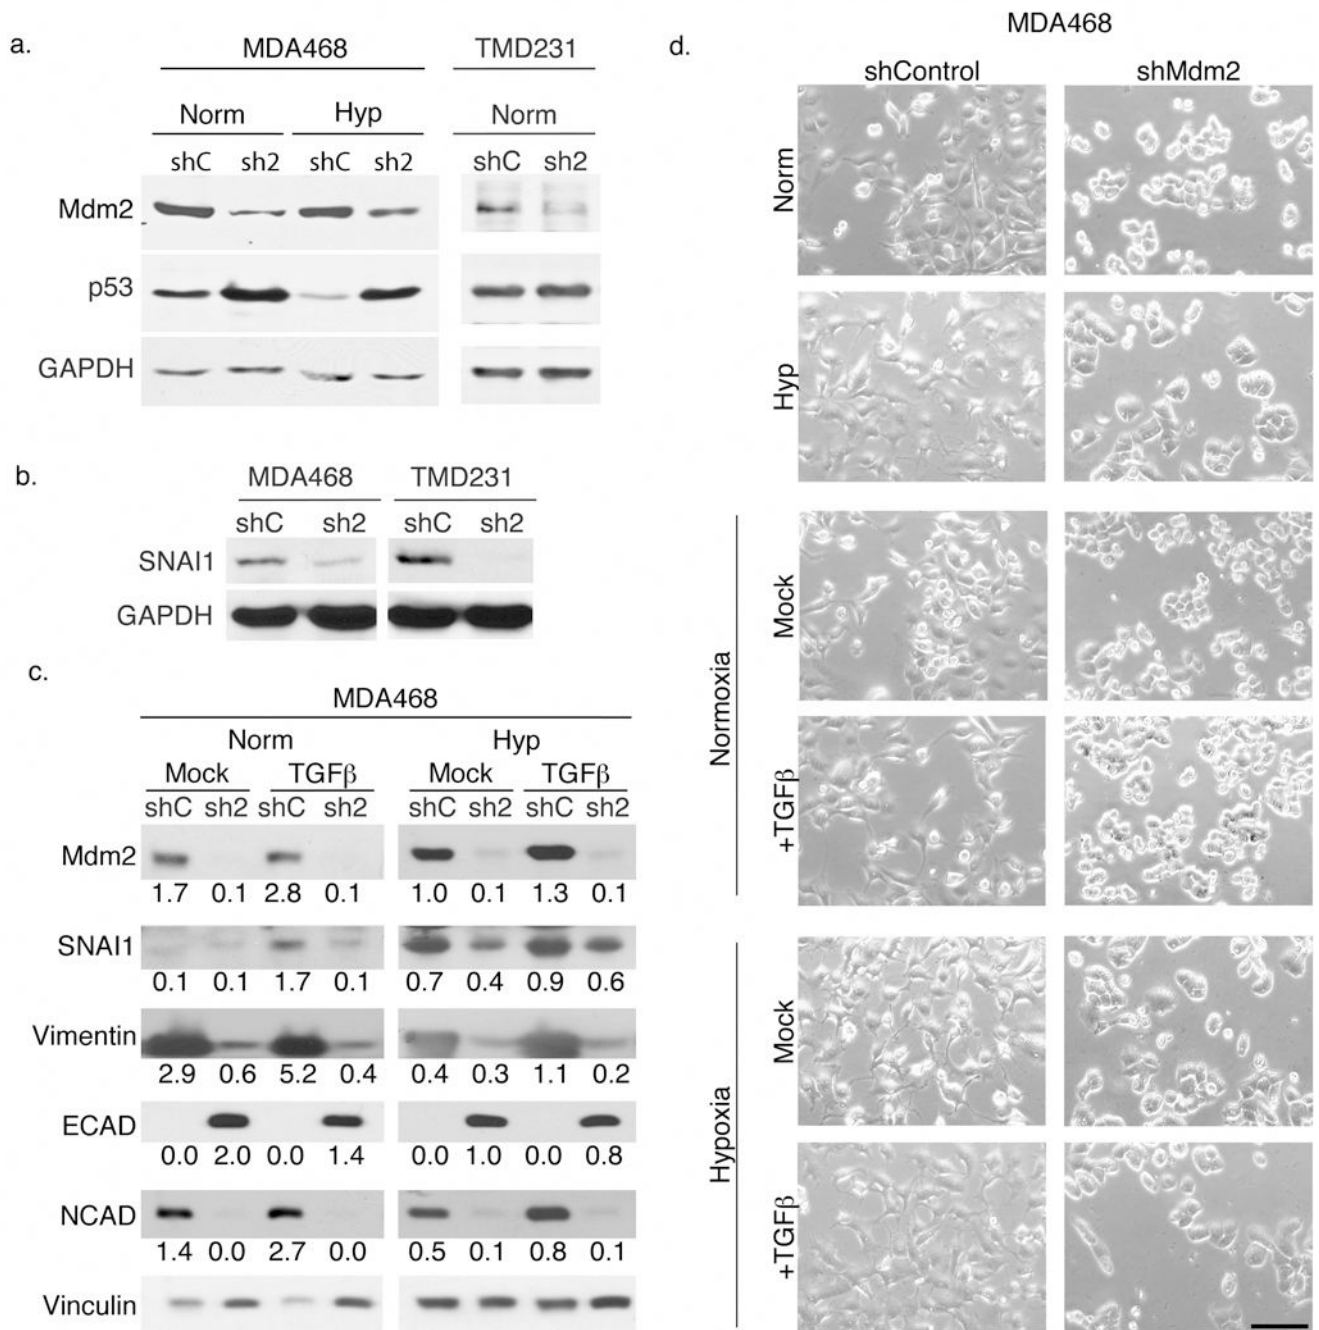 a.
MDA468 TMD231
Norm Hyp Norm
shC sh2 shC sh2 shC sh2
Mdm2
p53
GAPDH
b.
MDA468 TMD231
shC sh2 shC sh2
SNAI1
GAPDH
c.
MDA468
Norm Hyp
Mock TGFβ Mock TGFβ
shC sh2 shC sh2 shC sh2 shC sh2
Mdm2
1.7 0.1 2.8 0.1 1.0 0.1 1.3 0.1
SNAI1
0.1 0.1 1.7 0.1 0.7 0.4 0.9 0.6
Vimentin
2.9 0.6 5.2 0.4 0.4 0.3 1.1 0.2
ECAD
0.0 2.0 0.0 1.4 0.0 1.0 0.0 0.8
NCAD
1.4 0.0 2.7 0.0 0.5 0.1 0.8 0.1
Vinculin
d.
MDA468
shControl shMdm2
Norm
Hyp
Normoxia
Mock
+TGFβ
Hypoxia
Mock
+TGFβ